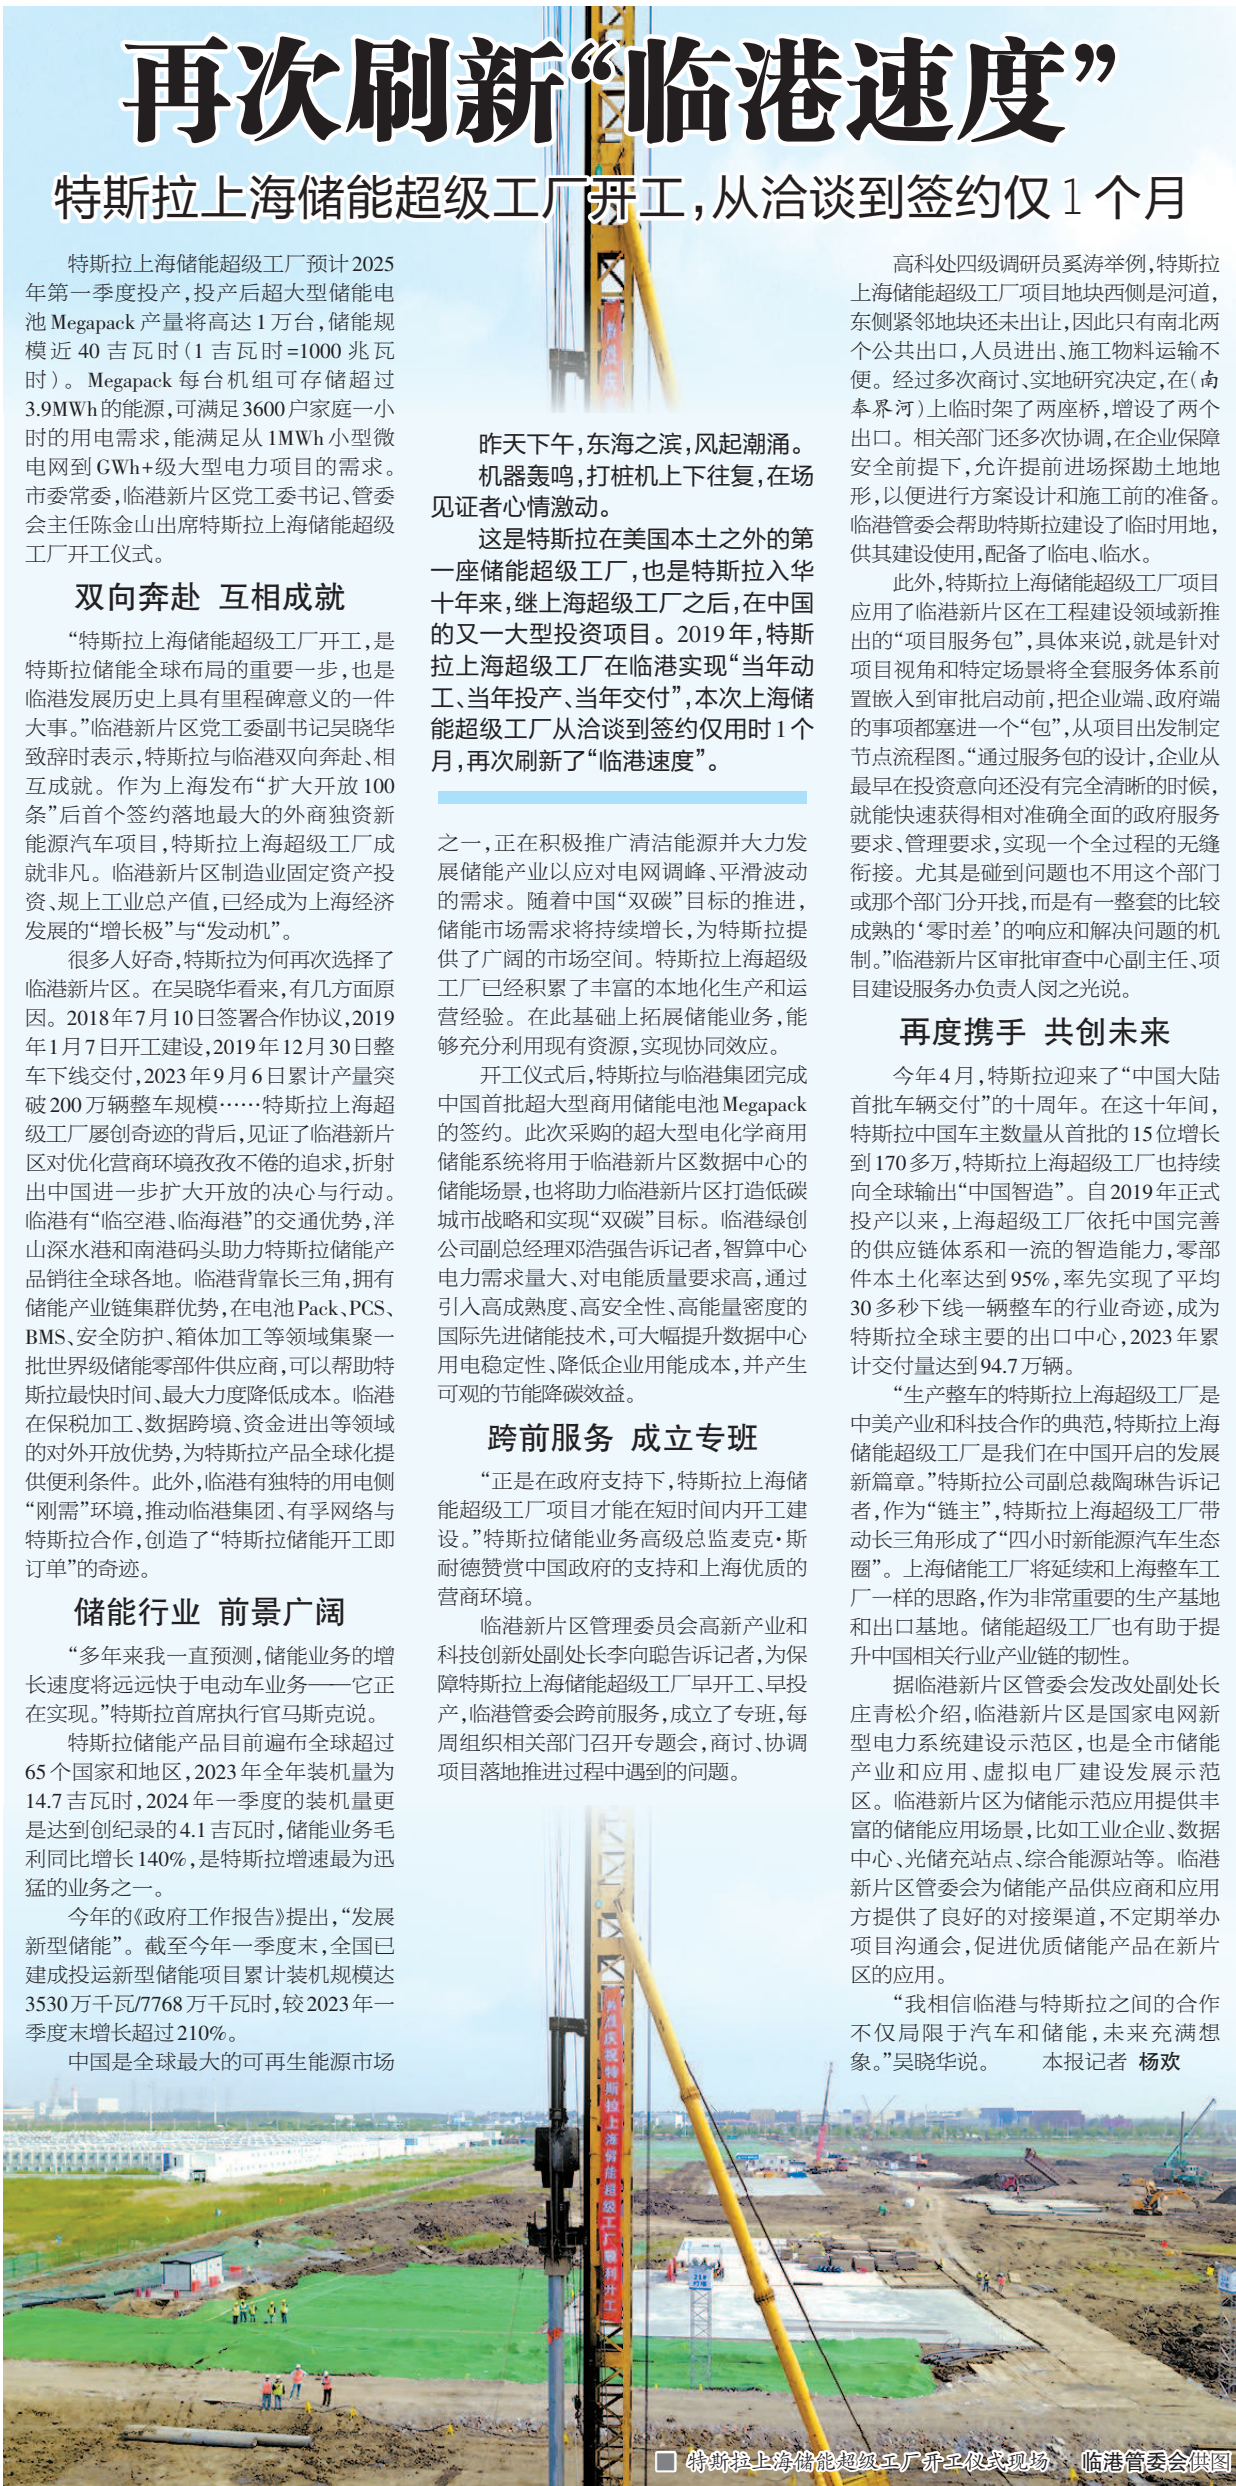 再次刷新“临港速度”
特斯拉上海储能超级工厂开工,从洽谈到签约仅1个月
昨天下午,东海之滨,风起潮涌。
机器轰鸣,打桩机上下往复,在场
见证者心情激动。
这是特斯拉在美国本土之外的第
一座储能超级工厂,也是特斯拉入华
十年来,继上海超级工厂之后,在中国
的又一大型投资项目。2019年,特斯
拉上海超级工厂在临港实现“当年动
工、当年投产、当年交付”,本次上海储
能超级工厂从洽谈到签约仅用时1个
月,再次刷新了“临港速度”。
特斯拉上海储能超级工厂预计2025
年第一季度投产,投产后超大型储能电
池Megapack产量将高达1万台,储能规
模近40吉瓦时(1吉瓦时=1000兆瓦
时)。Megapack每台机组可存储超过
3.9MWh的能源,可满足3600户家庭一小
时的用电需求,能满足从1MWh小型微
电网到GWh+级大型电力项目的需求。
市委常委,临港新片区党工委书记、管委
会主任陈金山出席特斯拉上海储能超级
工厂开工仪式。
双向奔赴 互相成就
“特斯拉上海储能超级工厂开工,是
特斯拉储能全球布局的重要一步,也是
临港发展历史上具有里程碑意义的一件
大事。”临港新片区党工委副书记吴晓华
致辞时表示,特斯拉与临港双向奔赴、相
互成就。作为上海发布“扩大开放100
条”后首个签约落地最大的外商独资新
能源汽车项目,特斯拉上海超级工厂成
就非凡。临港新片区制造业固定资产投
资、规上工业总产值,已经成为上海经济
发展的“增长极”与“发动机”。
很多人好奇,特斯拉为何再次选择了
临港新片区。在吴晓华看来,有几方面原
因。2018年7月10日签署合作协议,2019
年1月7日开工建设,2019年12月30日整
车下线交付,2023年9月6日累计产量突
破200万辆整车规模……特斯拉上海超
级工厂屡创奇迹的背后,见证了临港新片
区对优化营商环境孜孜不倦的追求,折射
出中国进一步扩大开放的决心与行动。
临港有“临空港、临海港”的交通优势,洋
山深水港和南港码头助力特斯拉储能产
品销往全球各地。临港背靠长三角,拥有
储能产业链集群优势,在电池Pack、PCS、
BMS、安全防护、箱体加工等领域集聚一
批世界级储能零部件供应商,可以帮助特
斯拉最快时间、最大力度降低成本。临港
在保税加工、数据跨境、资金进出等领域
的对外开放优势,为特斯拉产品全球化提
供便利条件。此外,临港有独特的用电侧
“刚需”环境,推动临港集团、有孚网络与
特斯拉合作,创造了“特斯拉储能开工即
订单”的奇迹。
储能行业 前景广阔
“多年来我一直预测,储能业务的增
长速度将远远快于电动车业务——它正
在实现。”特斯拉首席执行官马斯克说。
特斯拉储能产品目前遍布全球超过
65个国家和地区,2023年全年装机量为
14.7吉瓦时,2024年一季度的装机量更
是达到创纪录的4.1吉瓦时,储能业务毛
利同比增长140%,是特斯拉增速最为迅
猛的业务之一。
今年的《政府工作报告》提出,“发展
新型储能”。截至今年一季度末,全国已
建成投运新型储能项目累计装机规模达
3530万千瓦/7768万千瓦时,较2023年一
季度末增长超过210%。
中国是全球最大的可再生能源市场
之一,正在积极推广清洁能源并大力发
展储能产业以应对电网调峰、平滑波动
的需求。随着中国“双碳”目标的推进,
储能市场需求将持续增长,为特斯拉提
供了广阔的市场空间。特斯拉上海超级
工厂已经积累了丰富的本地化生产和运
营经验。在此基础上拓展储能业务,能
够充分利用现有资源,实现协同效应。
开工仪式后,特斯拉与临港集团完成
中国首批超大型商用储能电池Megapack
的签约。此次采购的超大型电化学商用
储能系统将用于临港新片区数据中心的
储能场景,也将助力临港新片区打造低碳
城市战略和实现“双碳”目标。临港绿创
公司副总经理邓浩强告诉记者,智算中心
电力需求量大、对电能质量要求高,通过
引入高成熟度、高安全性、高能量密度的
国际先进储能技术,可大幅提升数据中心
用电稳定性、降低企业用能成本,并产生
可观的节能降碳效益。
跨前服务 成立专班
“正是在政府支持下,特斯拉上海储
能超级工厂项目才能在短时间内开工建
设。”特斯拉储能业务高级总监麦克·斯
耐德赞赏中国政府的支持和上海优质的
营商环境。
临港新片区管理委员会高新产业和
科技创新处副处长李向聪告诉记者,为保
障特斯拉上海储能超级工厂早开工、早投
产,临港管委会跨前服务,成立了专班,每
周组织相关部门召开专题会,商讨、协调
项目落地推进过程中遇到的问题。
高科处四级调研员奚涛举例,特斯拉
上海储能超级工厂项目地块西侧是河道,
东侧紧邻地块还未出让,因此只有南北两
个公共出口,人员进出、施工物料运输不
便。经过多次商讨、实地研究决定,在(南
奉界河)上临时架了两座桥,增设了两个
出口。相关部门还多次协调,在企业保障
安全前提下,允许提前进场探勘土地地
形,以便进行方案设计和施工前的准备。
临港管委会帮助特斯拉建设了临时用地,
供其建设使用,配备了临电、临水。
此外,特斯拉上海储能超级工厂项目
应用了临港新片区在工程建设领域新推
出的“项目服务包”,具体来说,就是针对
项目视角和特定场景将全套服务体系前
置嵌入到审批启动前,把企业端、政府端
的事项都塞进一个“包”,从项目出发制定
节点流程图。“通过服务包的设计,企业从
最早在投资意向还没有完全清晰的时候,
就能快速获得相对准确全面的政府服务
要求、管理要求,实现一个全过程的无缝
衔接。尤其是碰到问题也不用这个部门
或那个部门分开找,而是有一整套的比较
成熟的‘零时差’的响应和解决问题的机
制。”临港新片区审批审查中心副主任、项
目建设服务办负责人闵之光说。
再度携手 共创未来
今年4月,特斯拉迎来了“中国大陆
首批车辆交付”的十周年。在这十年间,
特斯拉中国车主数量从首批的15位增长
到170多万,特斯拉上海超级工厂也持续
向全球输出“中国智造”。自2019年正式
投产以来,上海超级工厂依托中国完善
的供应链体系和一流的智造能力,零部
件本土化率达到95%,率先实现了平均
30多秒下线一辆整车的行业奇迹,成为
特斯拉全球主要的出口中心,2023年累
计交付量达到94.7万辆。
“生产整车的特斯拉上海超级工厂是
中美产业和科技合作的典范,特斯拉上海
储能超级工厂是我们在中国开启的发展
新篇章。”特斯拉公司副总裁陶琳告诉记
者,作为“链主”,特斯拉上海超级工厂带
动长三角形成了“四小时新能源汽车生态
圈”。上海储能工厂将延续和上海整车工
厂一样的思路,作为非常重要的生产基地
和出口基地。储能超级工厂也有助于提
升中国相关行业产业链的韧性。
据临港新片区管委会发改处副处长
庄青松介绍,临港新片区是国家电网新
型电力系统建设示范区,也是全市储能
产业和应用、虚拟电厂建设发展示范
区。临港新片区为储能示范应用提供丰
富的储能应用场景,比如工业企业、数据
中心、光储充站点、综合能源站等。临港
新片区管委会为储能产品供应商和应用
方提供了良好的对接渠道,不定期举办
项目沟通会,促进优质储能产品在新片
区的应用。
“我相信临港与特斯拉之间的合作
不仅局限于汽车和储能,未来充满想
象。”吴晓华说。 本报记者 杨欢
热烈庆祝特斯拉上海储能超级工厂顺利开工
■ 特斯拉上海储能超级工厂开工仪式现场 临港管委会供图